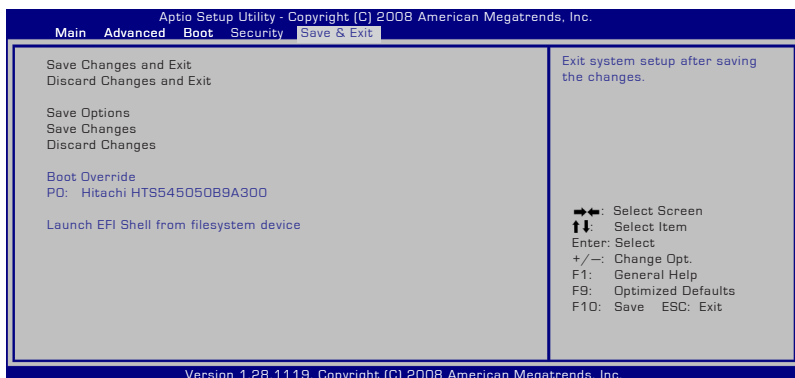 Aptio Setup Utility - Copyright (C) 2008 American Megatrends, Inc.
Main Advanced Boot Security Save & Exit
Save Changes and Exit
Discard Changes and Exit
Save Options
Save Changes
Discard Changes
Boot Override
P0: Hitachi HTS545050B9A300
Launch EFI Shell from filesystem device
Exit system setup after saving
the changes.
→←: Select Screen
↑↓: Select Item
Enter: Select
+/—: Change Opt.
F1: General Help
F9: Optimized Defaults
F10: Save ESC: Exit
Version 1.28.1119. Copyright (C) 2008 American Megatrends, Inc.